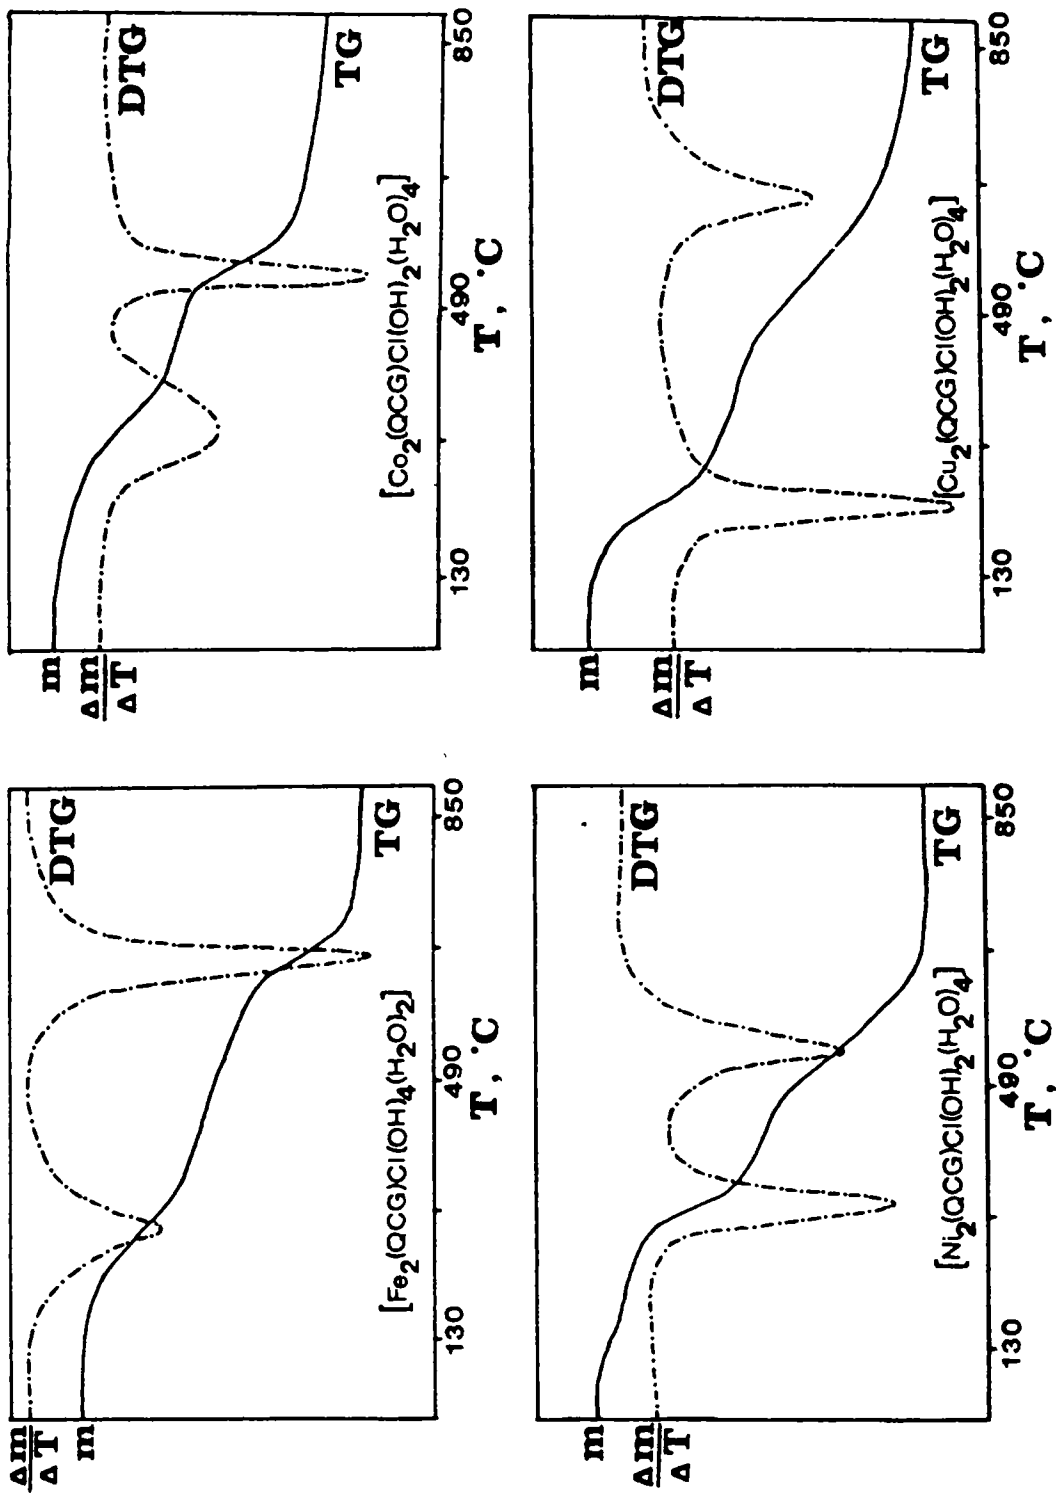 Δm
ΔT
m
DTG
TG
[Fe₂(QCG)Cl(OH)₄(H₂O)₂]
130
490
850
T, °C
m
Δm
ΔT
DTG
TG
[Co₂(QCG)Cl(OH)₂(H₂O)₄]
130
490
850
T, °C
m
Δm
ΔT
DTG
TG
[Ni₂(QCG)Cl(OH)₂(H₂O)₄]
130
490
850
T, °C
m
Δm
ΔT
DTG
TG
[Cu₂(QCG)Cl(OH)₂(H₂O)₄]
130
490
850
T, °C